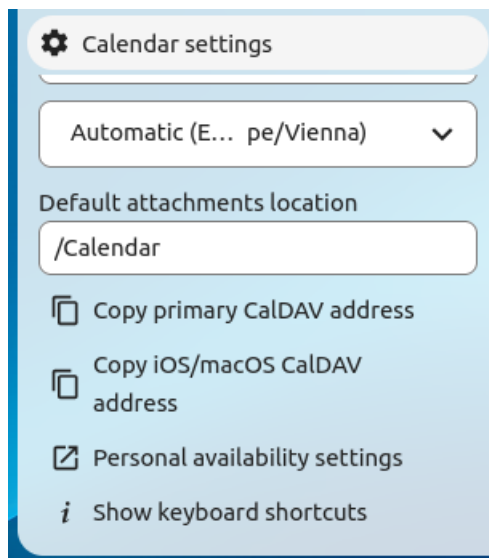 Calendar settings
Automatic (E... pe/Vienna)
Default attachments location
/Calendar
Copy primary CalDAV address
Copy iOS/macOS CalDAV
address
Personal availability settings
Show keyboard shortcuts